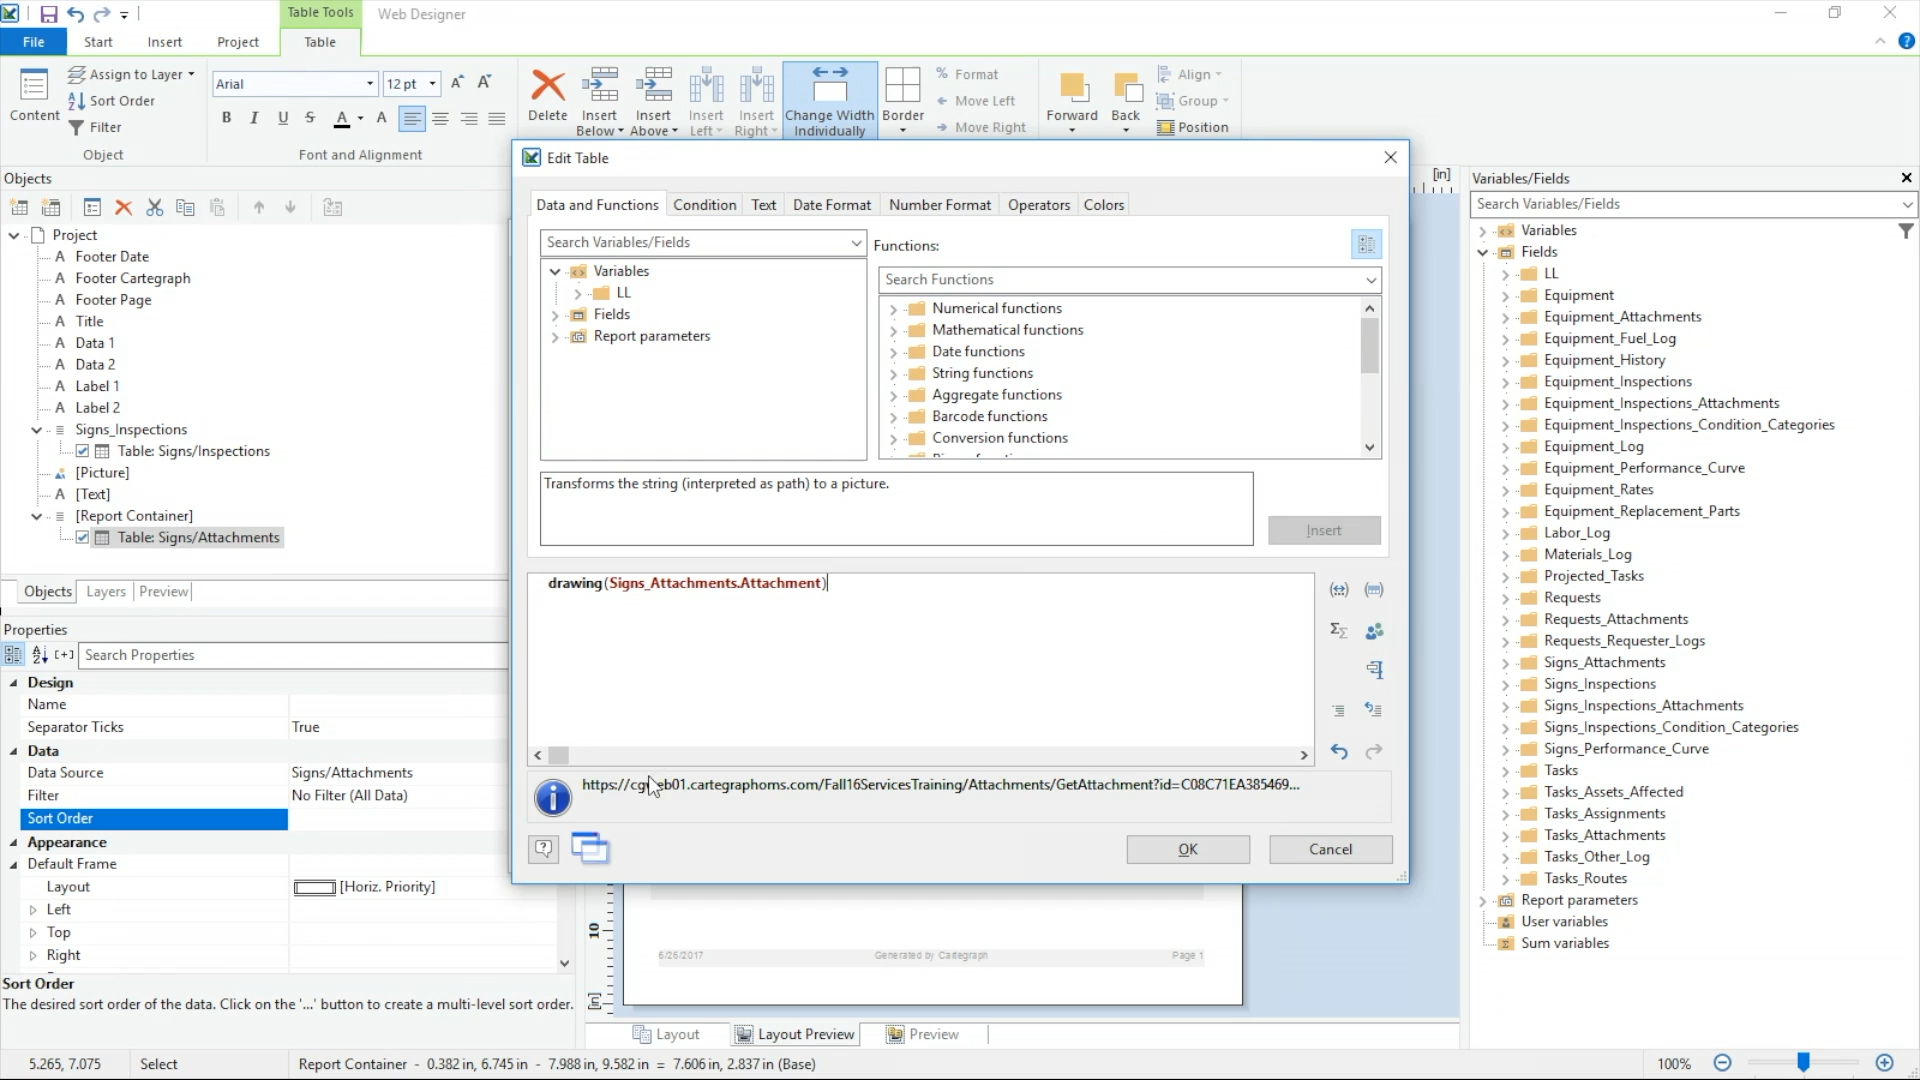 Table Tools
Web Designer
File
Start
Insert
Project
Table
Content
Assign to Layer
Sort Order
Filter
Object
Arial
12 pt
B I U S A A
Font and Alignment
Delete
Insert Below
Insert Above
Insert Left
Insert Right
Change Width Individually
Border
% Format
Move Left
Move Right
Forward
Back
Align
Group
Position
Objects
Project
Footer Date
Footer Cartegraph
Footer Page
Title
Data 1
Data 2
Label 1
Label 2
Signs_Inspections
Table: Signs/Inspections
[Picture]
[Text]
[Report Container]
Table: Signs/Attachments
Objects
Layers
Preview
Properties
Search Properties
Design
Name
Separator Ticks True
Data
Data Source Signs/Attachments
Filter No Filter (All Data)
Sort Order
Appearance
Default Frame
Layout [Horiz. Priority]
Left
Top
Right
Sort Order
The desired sort order of the data. Click on the '...' button to create a multi-level sort order.
Edit Table
Data and Functions
Condition
Text
Date Format
Number Format
Operators
Colors
Search Variables/Fields
Variables
LL
Fields
Report parameters
Functions:
Search Functions
Numerical functions
Mathematical functions
Date functions
String functions
Aggregate functions
Barcode functions
Conversion functions
Transforms the string (interpreted as path) to a picture.
Insert
drawing(Signs_Attachments.Attachment)
OK
Cancel
[in]
10
6/26/2017
Generated by Cartegraph
Page 1
Layout
Layout Preview
Preview
Variables/Fields
Search Variables/Fields
Variables
Fields
LL
Equipment
Equipment_Attachments
Equipment_Fuel_Log
Equipment_History
Equipment_Inspections
Equipment_Inspections_Attachments
Equipment_Inspections_Condition_Categories
Equipment_Log
Equipment_Performance_Curve
Equipment_Rates
Equipment_Replacement_Parts
Labor_Log
Materials_Log
Projected_Tasks
Requests
Requests_Attachments
Requests_Requester_Logs
Signs_Attachments
Signs_Inspections
Signs_Inspections_Attachments
Signs_Inspections_Condition_Categories
Signs_Performance_Curve
Tasks
Tasks_Assets_Affected
Tasks_Assignments
Tasks_Attachments
Tasks_Other_Log
Tasks_Routes
Report parameters
User variables
Sum variables
5.265, 7.075
Select
Report Container - 0.382 in, 6.745 in - 7.988 in, 9.582 in = 7.606 in, 2.837 in (Base)
100%